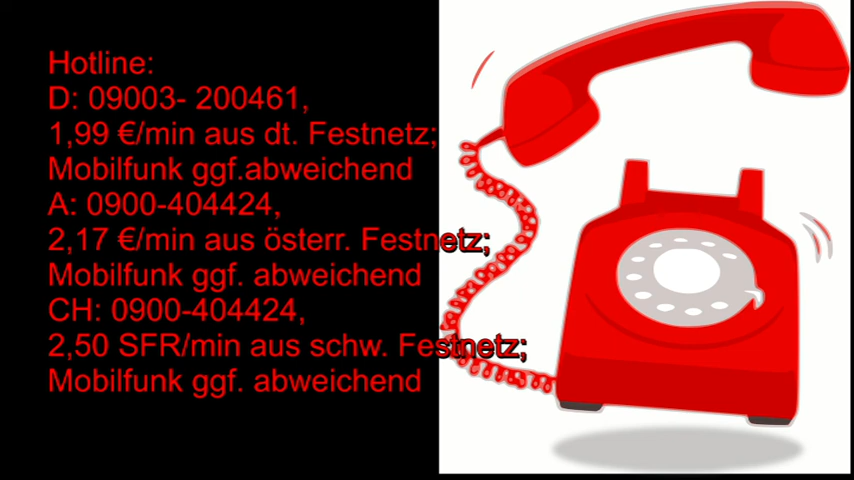 Hotline:
D: 09003- 200461,
1,99 €/min aus dt. Festnetz;
Mobilfunk ggf.abweichend
A: 0900-404424,
2,17 €/min aus österr. Festnetz;
Mobilfunk ggf. abweichend
CH: 0900-404424,
2,50 SFR/min aus schw. Festnetz;
Mobilfunk ggf. abweichend